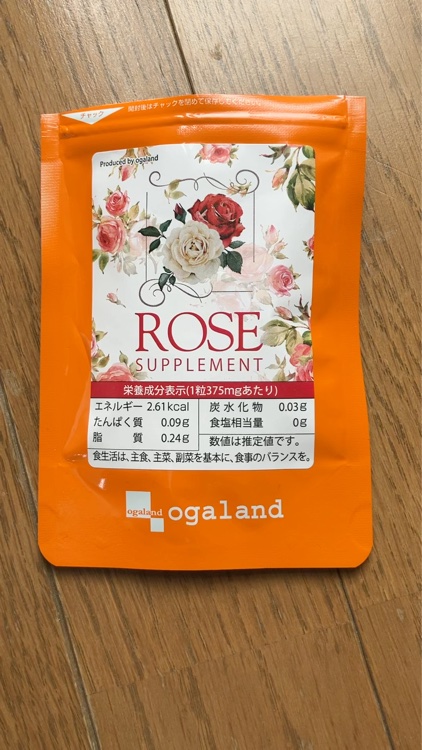 チャック
開封後はチャックを閉めて保存してください。
Produced by ogaland
ROSE
SUPPLEMENT
栄養成分表示(1粒375mgあたり)
エネルギー 2.61kcal
たんぱく質 0.09g
脂 質 0.24g
炭水化物 0.03g
食塩相当量 0g
数値は推定値です。
食生活は、主食、主菜、副菜を基本に、食事のバランスを。
ogaland
ogaland